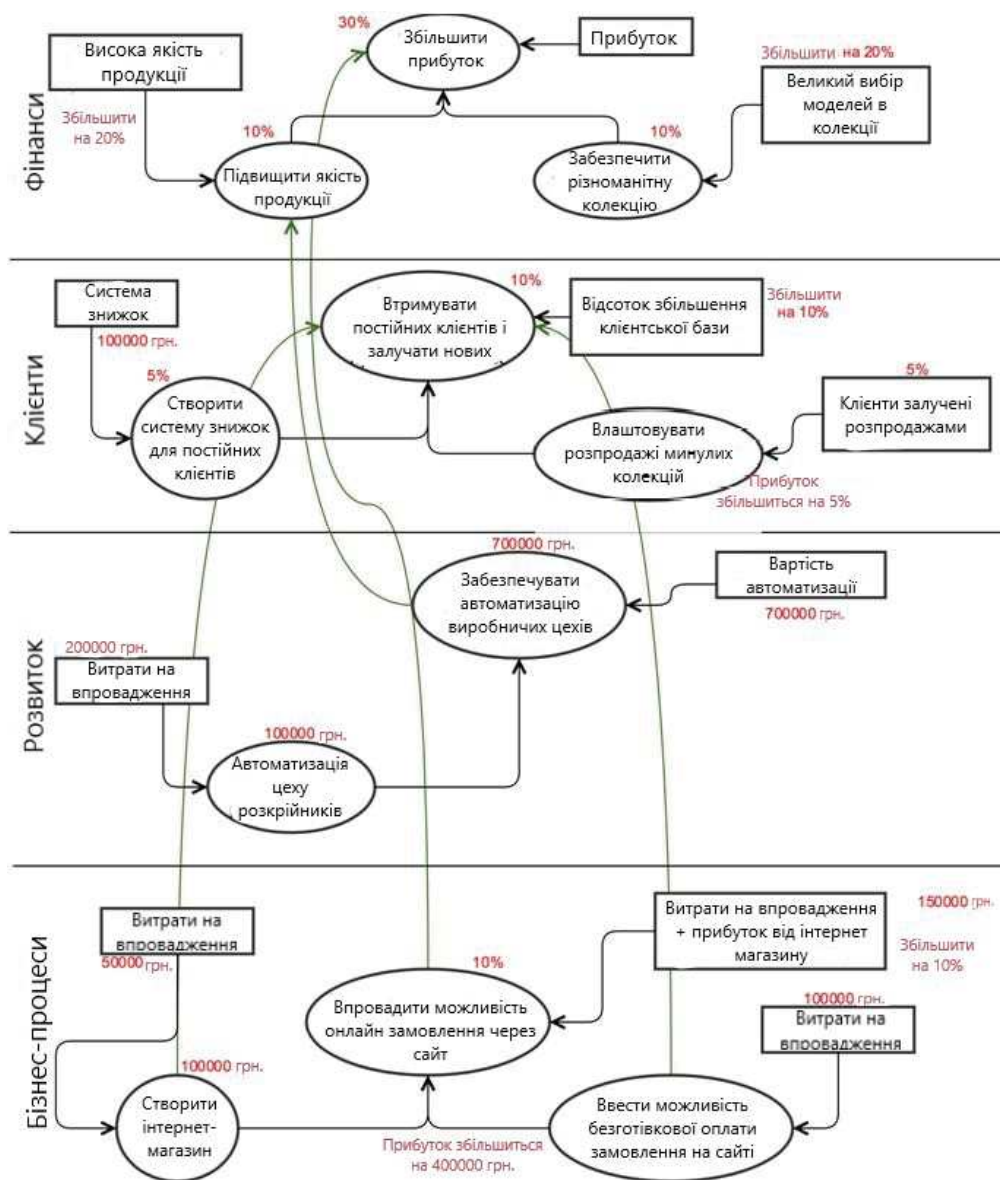 Фінанси
Висока якість
продукції
Збільшити
на 20%
30%
Збільшити
прибуток
Прибуток
Збільшити на 20%
Великий вибір
моделей в
колекції
10%
Підвищити якість
продукції
10%
Забезпечити
різноманітну
колекцію
Клієнти
Система
знижок
100000 грн.
5%
Створити
систему знижок
для постійних
клієнтів
10%
Втримувати
постійних клієнтів і
залучати нових
Відсоток збільшення
клієнтської бази
Збільшити
на 10%
5%
Клієнти залучені
розпродажами
Влаштовувати
розпродажі минулих
колекцій
Прибуток
збільшиться на 5%
Розвиток
700000 грн.
Забезпечувати
автоматизацію
виробничих цехів
Вартість
автоматизації
700000 грн.
200000 грн.
Витрати на
впровадження
100000 грн.
Автоматизація
цеху
розкрійників
Бізнес-процеси
Витрати на
впровадження
50000 грн.
100000 грн.
Створити
інтернет-
магазин
10%
Впровадити можливість
онлайн замовлення через
сайт
Витрати на впровадження
+ прибуток від інтернет
магазину
150000 грн.
Збільшити
на 10%
100000 грн.
Витрати на
впровадження
Ввести можливість
безготівкової оплати
замовлення на сайті
Прибуток збільшиться
на 400000 грн.